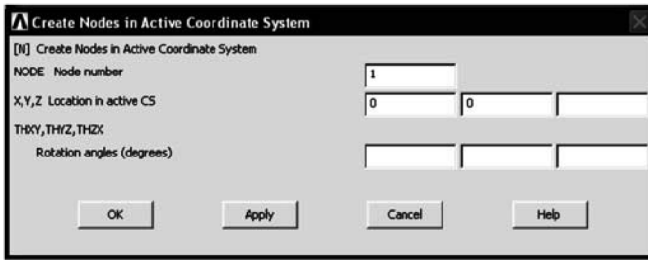 Create Nodes in Active Coordinate System
[N] Create Nodes in Active Coordinate System
NODE Node number 1
X,Y,Z Location in active CS 0 0
THXY,THYZ,THZX
Rotation angles (degrees)
OK Apply Cancel Help